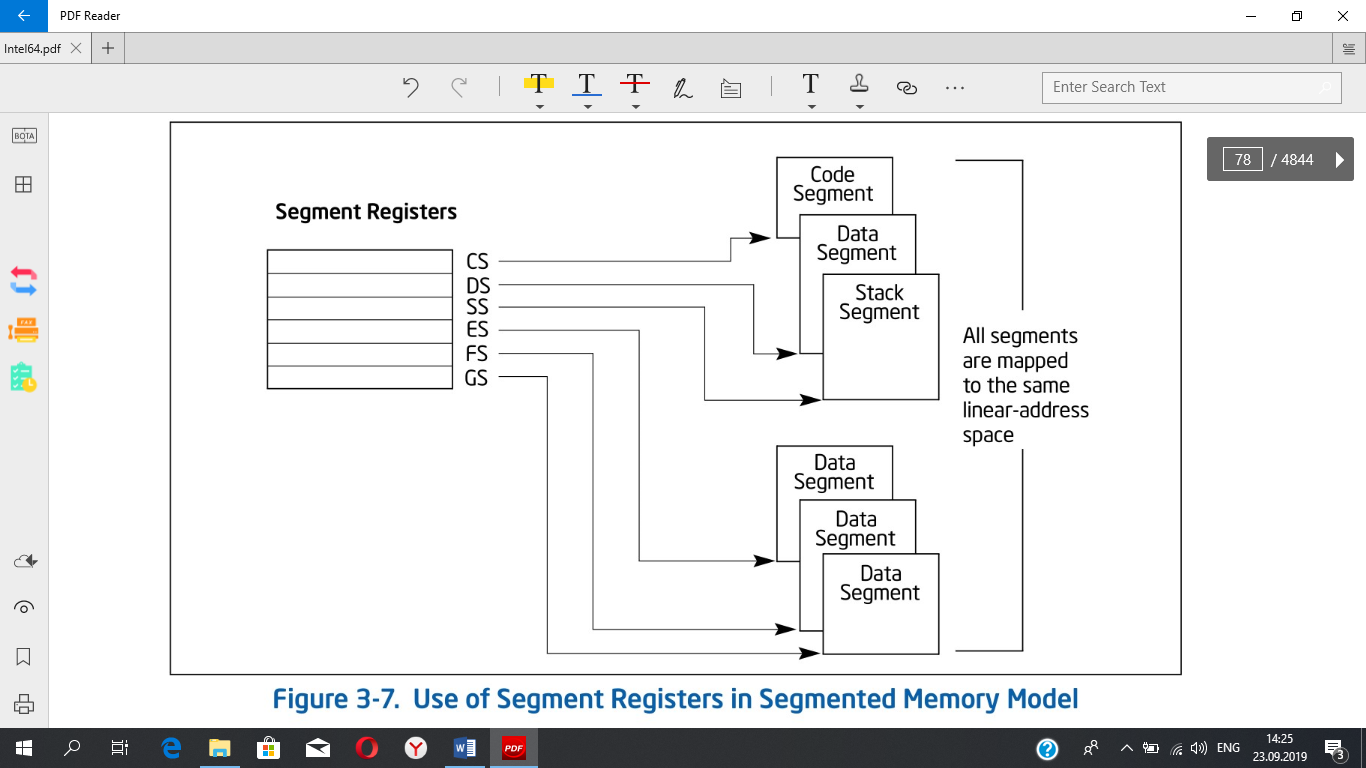 PDF Reader
Intel64.pdf
Enter Search Text
BOTA
78 / 4844
Segment Registers
CS
DS
SS
ES
FS
GS
Code
Segment
Data
Segment
Stack
Segment
Data
Segment
Data
Segment
Data
Segment
All segments
are mapped
to the same
linear-address
space
Figure 3-7. Use of Segment Registers in Segmented Memory Model
PDF
ENG
14:25
23.09.2019
3